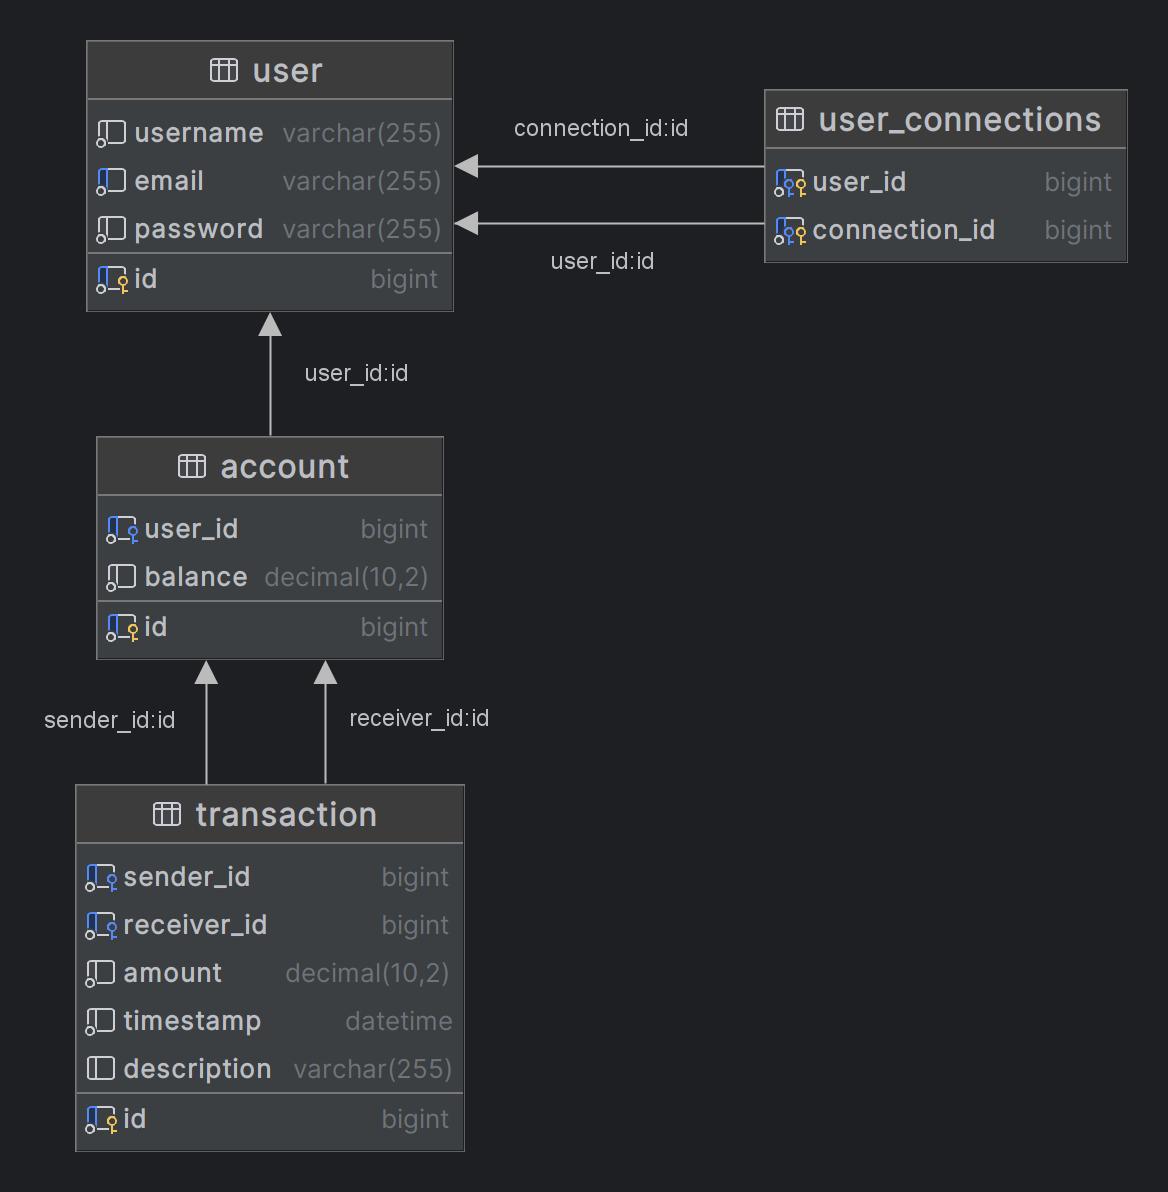 user
username varchar(255)
email varchar(255)
password varchar(255)
id bigint
connection_id:id
user_id:id
user_connections
user_id bigint
connection_id bigint
user_id:id
account
user_id bigint
balance decimal(10,2)
id bigint
sender_id:id
receiver_id:id
transaction
sender_id bigint
receiver_id bigint
amount decimal(10,2)
timestamp datetime
description varchar(255)
id bigint